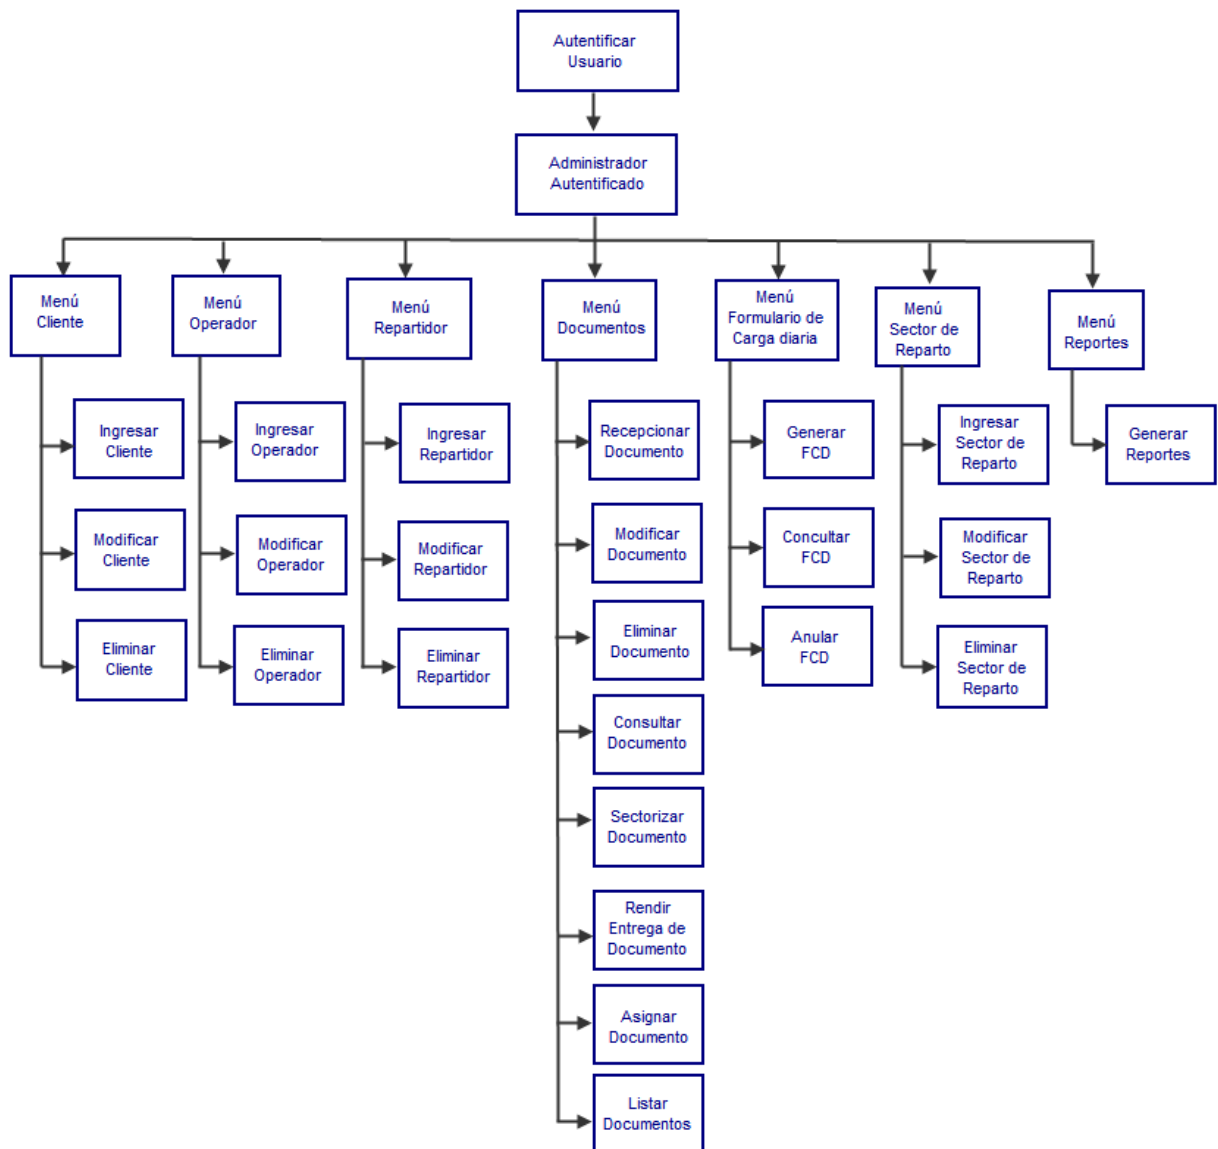 Autentificar
Usuario
Administrador
Autentificado
Menú
Cliente
Menú
Operador
Menú
Repartidor
Menú
Documentos
Menú
Formulario de
Carga diaria
Menú
Sector de
Reparto
Menú
Reportes
Ingresar
Cliente
Modificar
Cliente
Eliminar
Cliente
Ingresar
Operador
Modificar
Operador
Eliminar
Operador
Ingresar
Repartidor
Modificar
Repartidor
Eliminar
Repartidor
Recepcionar
Documento
Modificar
Documento
Eliminar
Documento
Consultar
Documento
Sectorizar
Documento
Rendir
Entrega de
Documento
Asignar
Documento
Listar
Documentos
Generar
FCD
Concultar
FCD
Anular
FCD
Ingresar
Sector de
Reparto
Modificar
Sector de
Reparto
Eliminar
Sector de
Reparto
Generar
Reportes